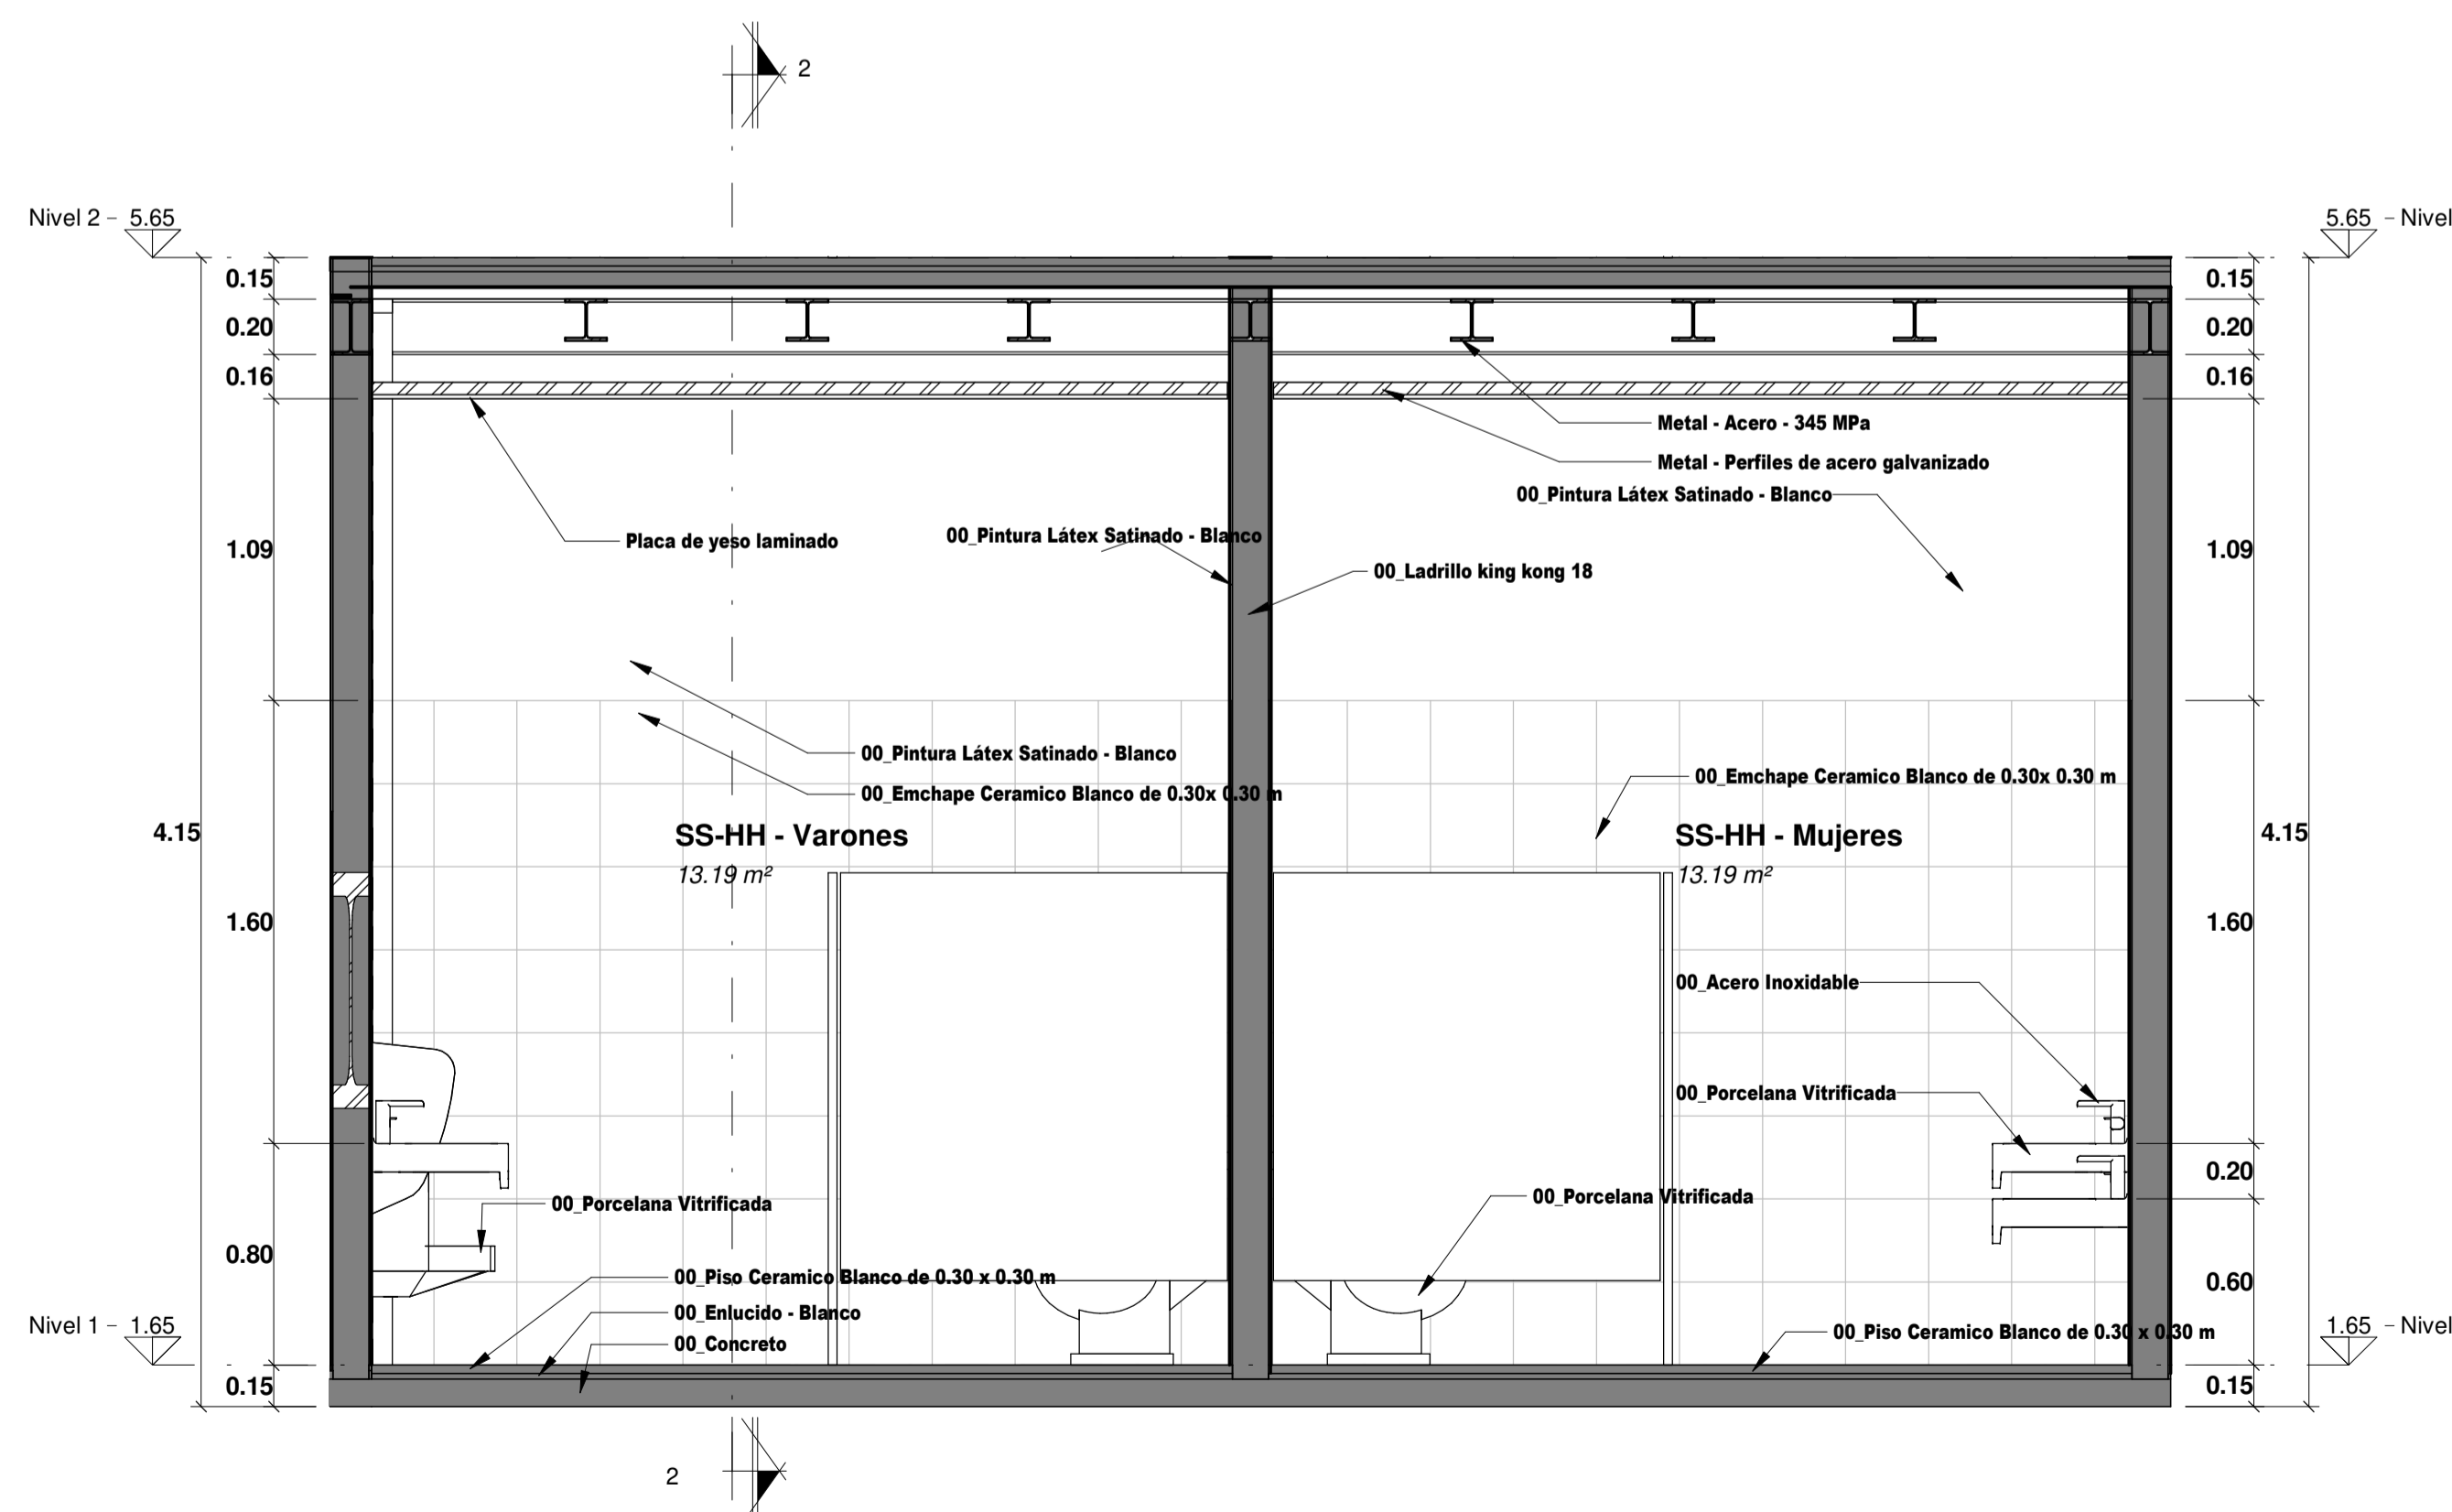 2
Nivel 2 - 5.65
5.65 - Nivel
0.15
0.15
0.20
0.20
0.16
0.16
Metal - Acero - 345 MPa
Metal - Perfiles de acero galvanizado
00_Pintura Látex Satinado - Blanco
00_Pintura Látex Satinado - Blanco
Placa de yeso laminado
1.09
1.09
00_Ladrillo king kong 18
00_Pintura Látex Satinado - Blanco
00_Emchape Ceramico Blanco de 0.30x 0.30 m
00_Emchape Ceramico Blanco de 0.30x 0.30 m
4.15
SS-HH - Varones
13.19 m²
SS-HH - Mujeres
13.19 m²
4.15
1.60
1.60
00_Acero Inoxidable
00_Porcelana Vitrificada
0.20
00_Porcelana Vitrificada
00_Porcelana Vitrificada
0.80
0.60
00_Piso Ceramico Blanco de 0.30 x 0.30 m
00_Enlucido - Blanco
00_Concreto
00_Piso Ceramico Blanco de 0.30 x 0.30 m
Nivel 1 - 1.65
1.65 - Nivel
0.15
0.15
2